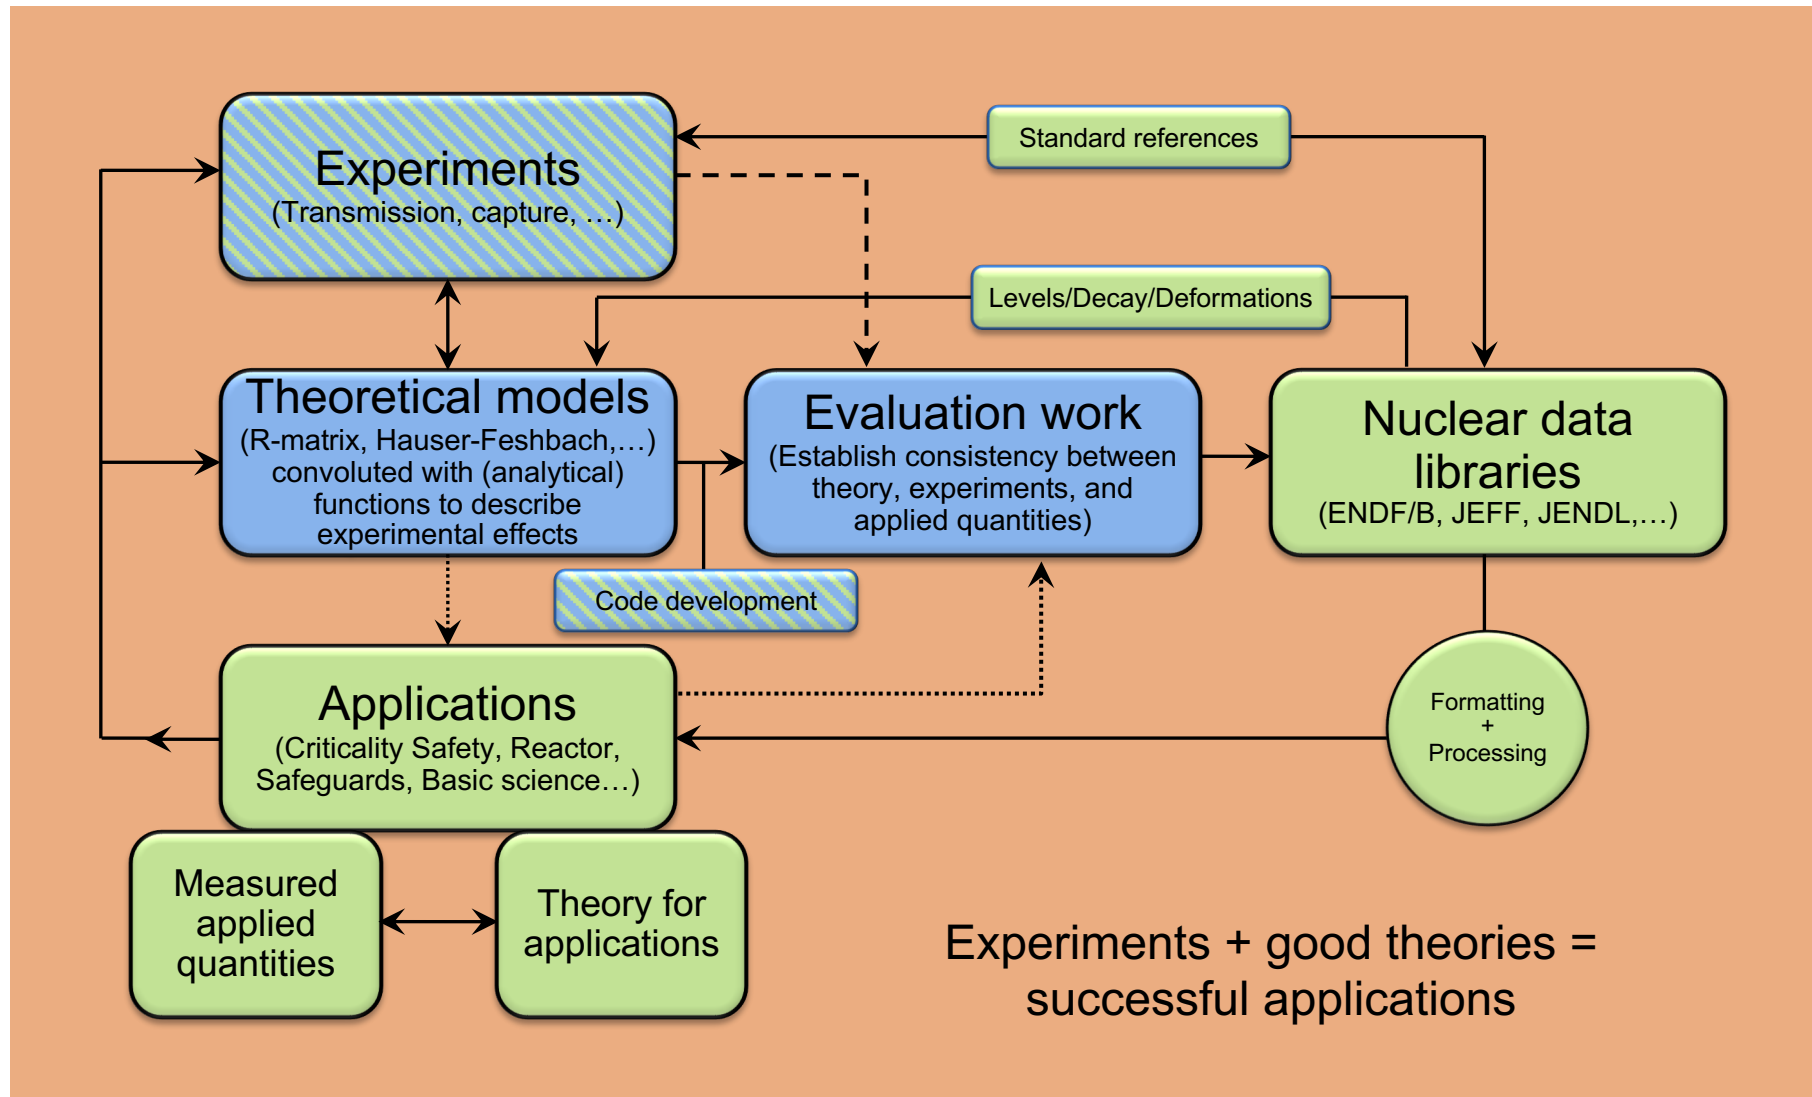 Experiments
(Transmission, capture, …)
Standard references
Levels/Decay/Deformations
Theoretical models
(R-matrix, Hauser-Feshbach,…)
convoluted with (analytical)
functions to describe
experimental effects
Evaluation work
(Establish consistency between
theory, experiments, and
applied quantities)
Nuclear data
libraries
(ENDF/B, JEFF, JENDL,…)
Code development
Applications
(Criticality Safety, Reactor,
Safeguards, Basic science…)
Formatting
+
Processing
Measured
applied
quantities
Theory for
applications
Experiments + good theories =
successful applications